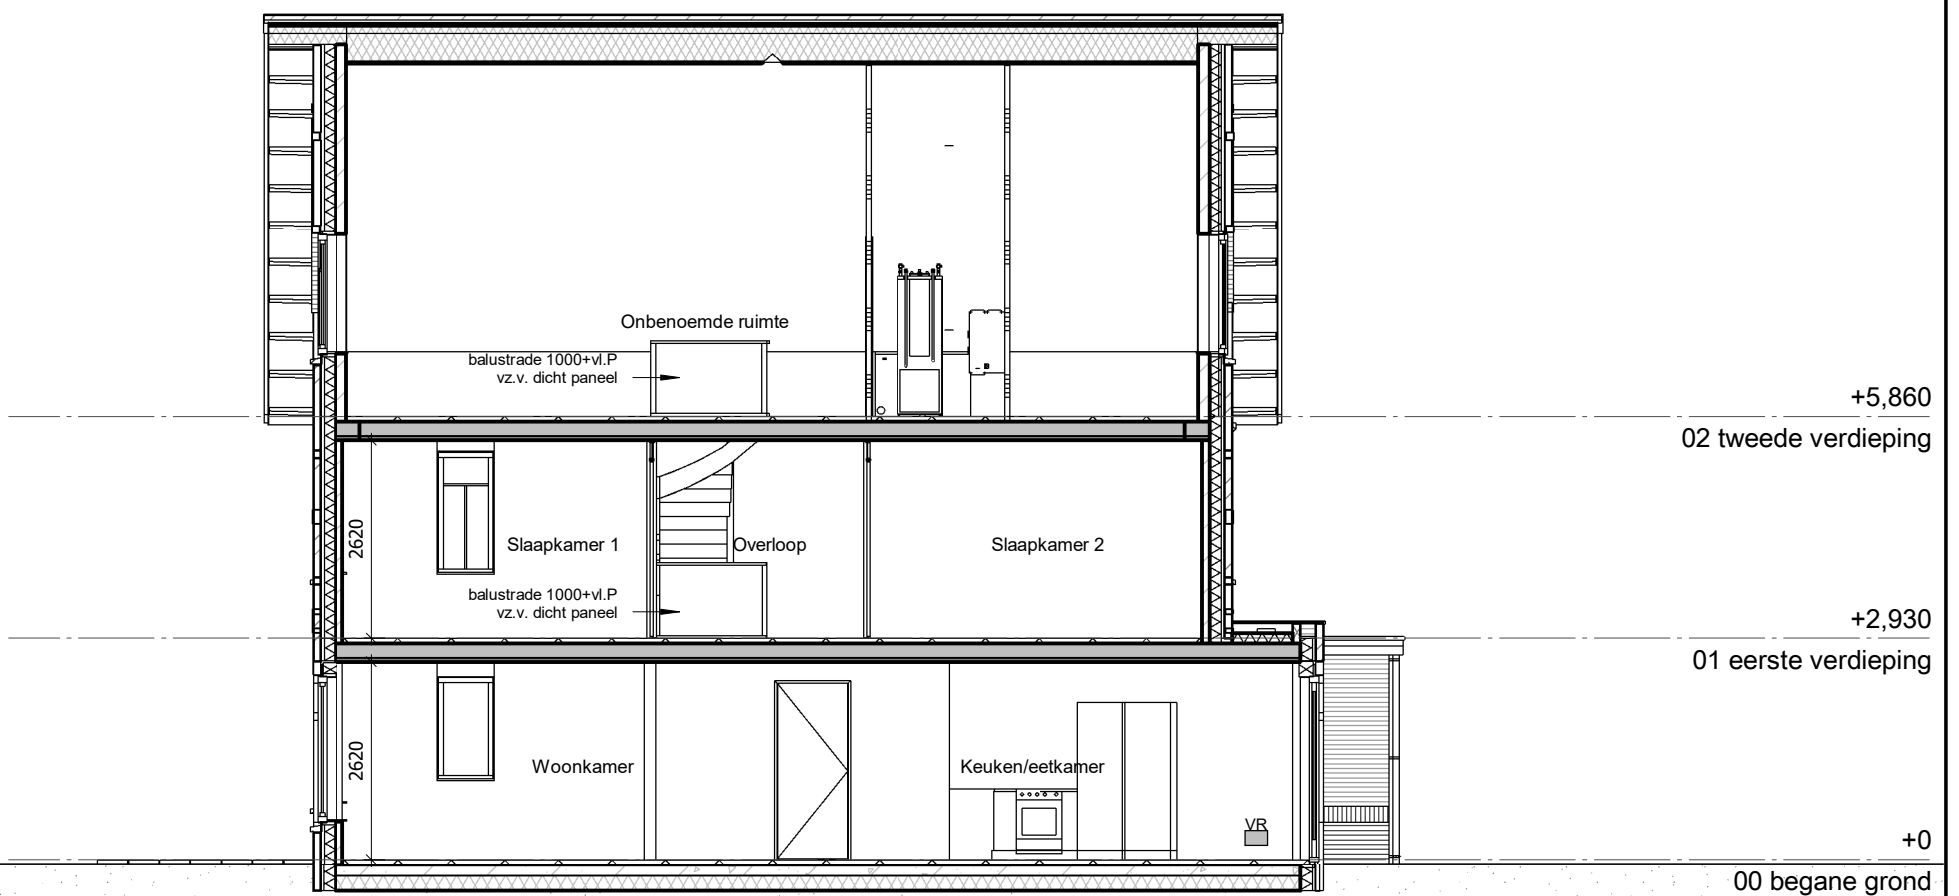 Onbenoemde ruimte
balustrade 1000+vl.P
vz.v. dicht paneel
+5,860
02 tweede verdieping
2620
Slaapkamer 1
Overloop
Slaapkamer 2
balustrade 1000+vl.P
vz.v. dicht paneel
+2,930
01 eerste verdieping
2620
Woonkamer
Keuken/eetkamer
VR
+0
00 begane grond